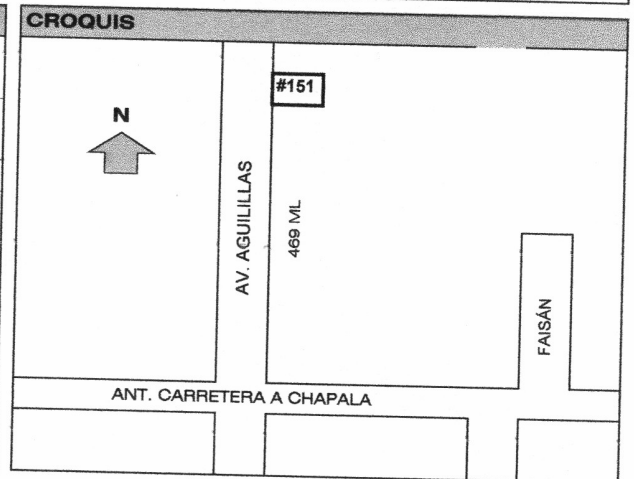 CROQUIS
#151
N
AV. AGUILILLAS
469 ML
FAISÁN
ANT. CARRETERA A CHAPALA